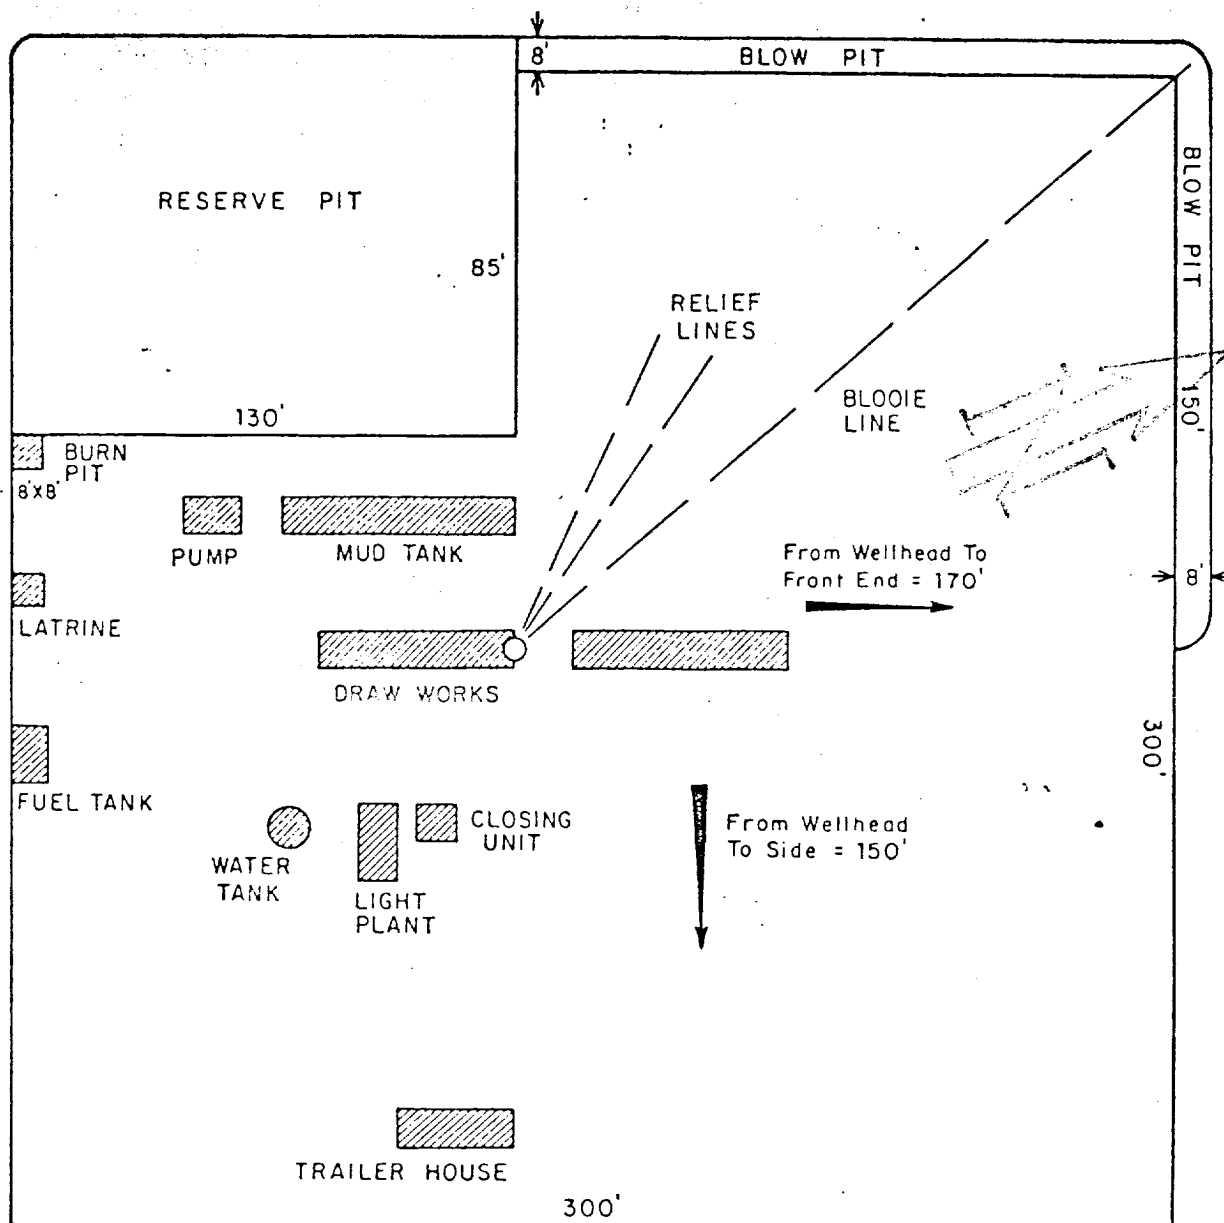 8' BLOW PIT
BLOW PIT
RESERVE PIT
85'
RELIEF
LINES
130'
BLOOIE
LINE
150'
BURN
PIT
8'X8'
PUMP
MUD TANK
From Wellhead To
Front End = 170'
8'
LATRINE
DRAW WORKS
300'
FUEL TANK
CLOSING
UNIT
From Wellhead
To Side = 150'
WATER
TANK
LIGHT
PLANT
TRAILER HOUSE
300'